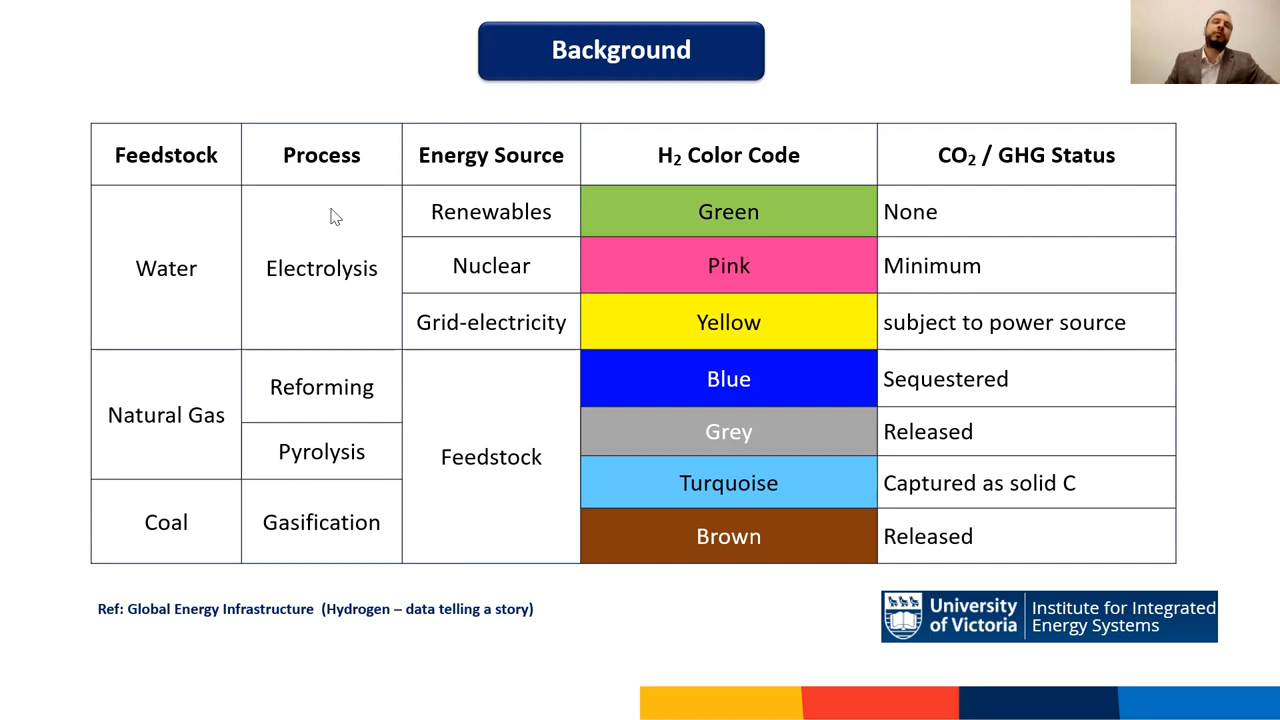 Background
Feedstock Process Energy Source H₂ Color Code CO₂ / GHG Status
Water Electrolysis Renewables Green None
Nuclear Pink Minimum
Grid-electricity Yellow subject to power source
Natural Gas Reforming Feedstock Blue Sequestered
Grey Released
Pyrolysis Turquoise Captured as solid C
Coal Gasification Brown Released
Ref: Global Energy Infrastructure (Hydrogen – data telling a story)
University
of Victoria
Institute for Integrated
Energy Systems